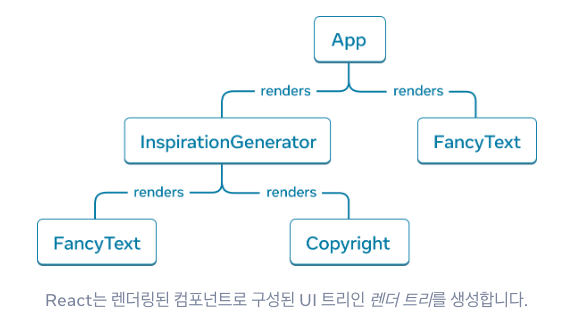 App
renders
renders
InspirationGenerator
FancyText
renders
renders
FancyText
Copyright
React는 렌더링된 컴포넌트로 구성된 UI 트리인 렌더 트리를 생성합니다.